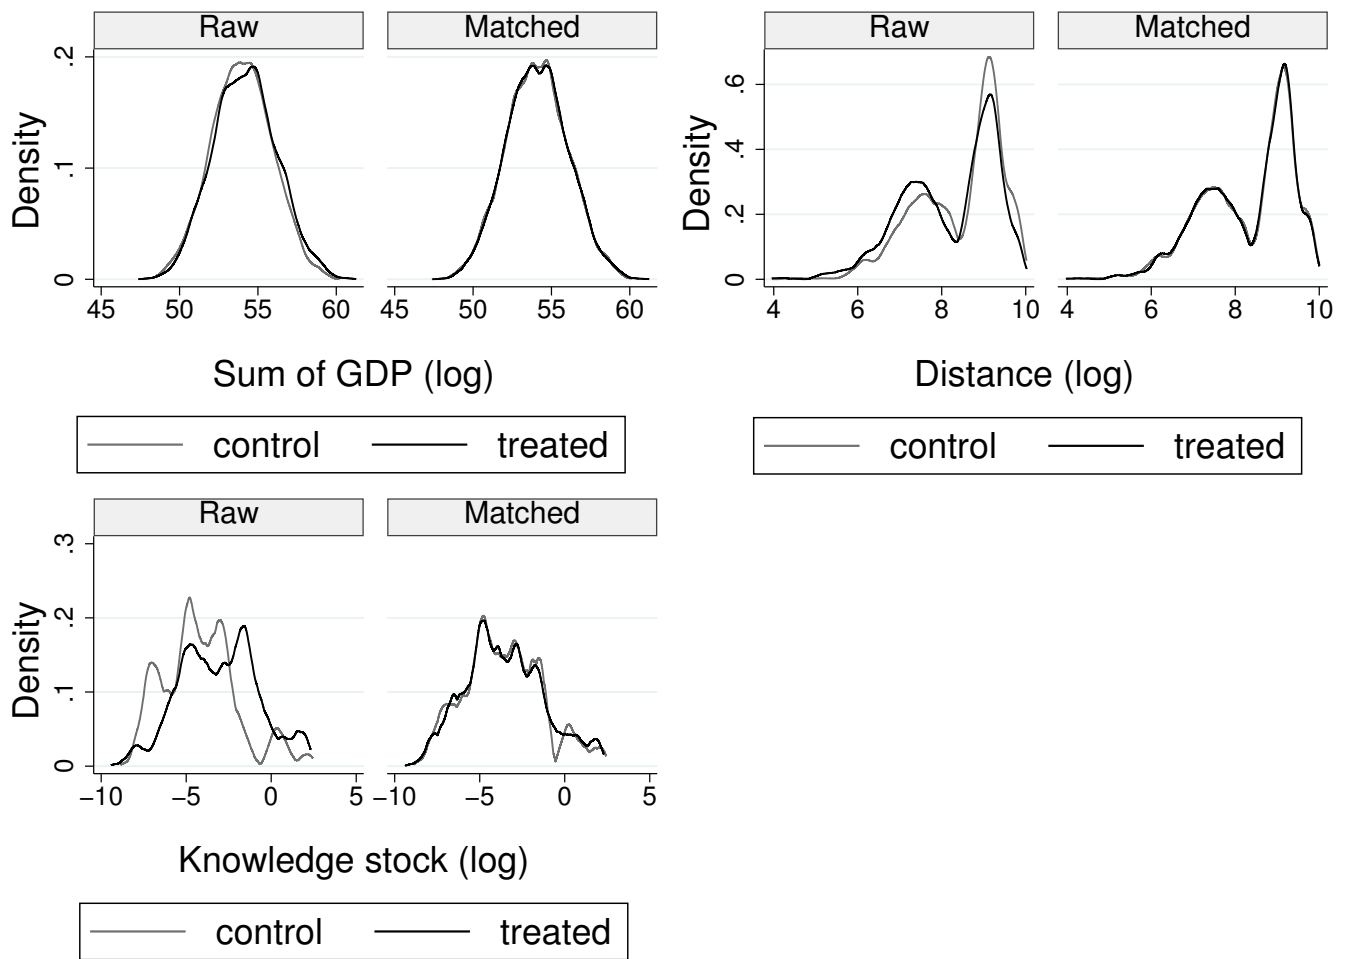 Raw Matched
Density
0 .1 .2
45 50 55 60 45 50 55 60
Sum of GDP (log)
control treated
Raw Matched
Density
0 .2 .4 .6
4 6 8 10 4 6 8 10
Distance (log)
control treated
Raw Matched
Density
0 .1 .2 .3
−10 −5 0 5 −10 −5 0 5
Knowledge stock (log)
control treated